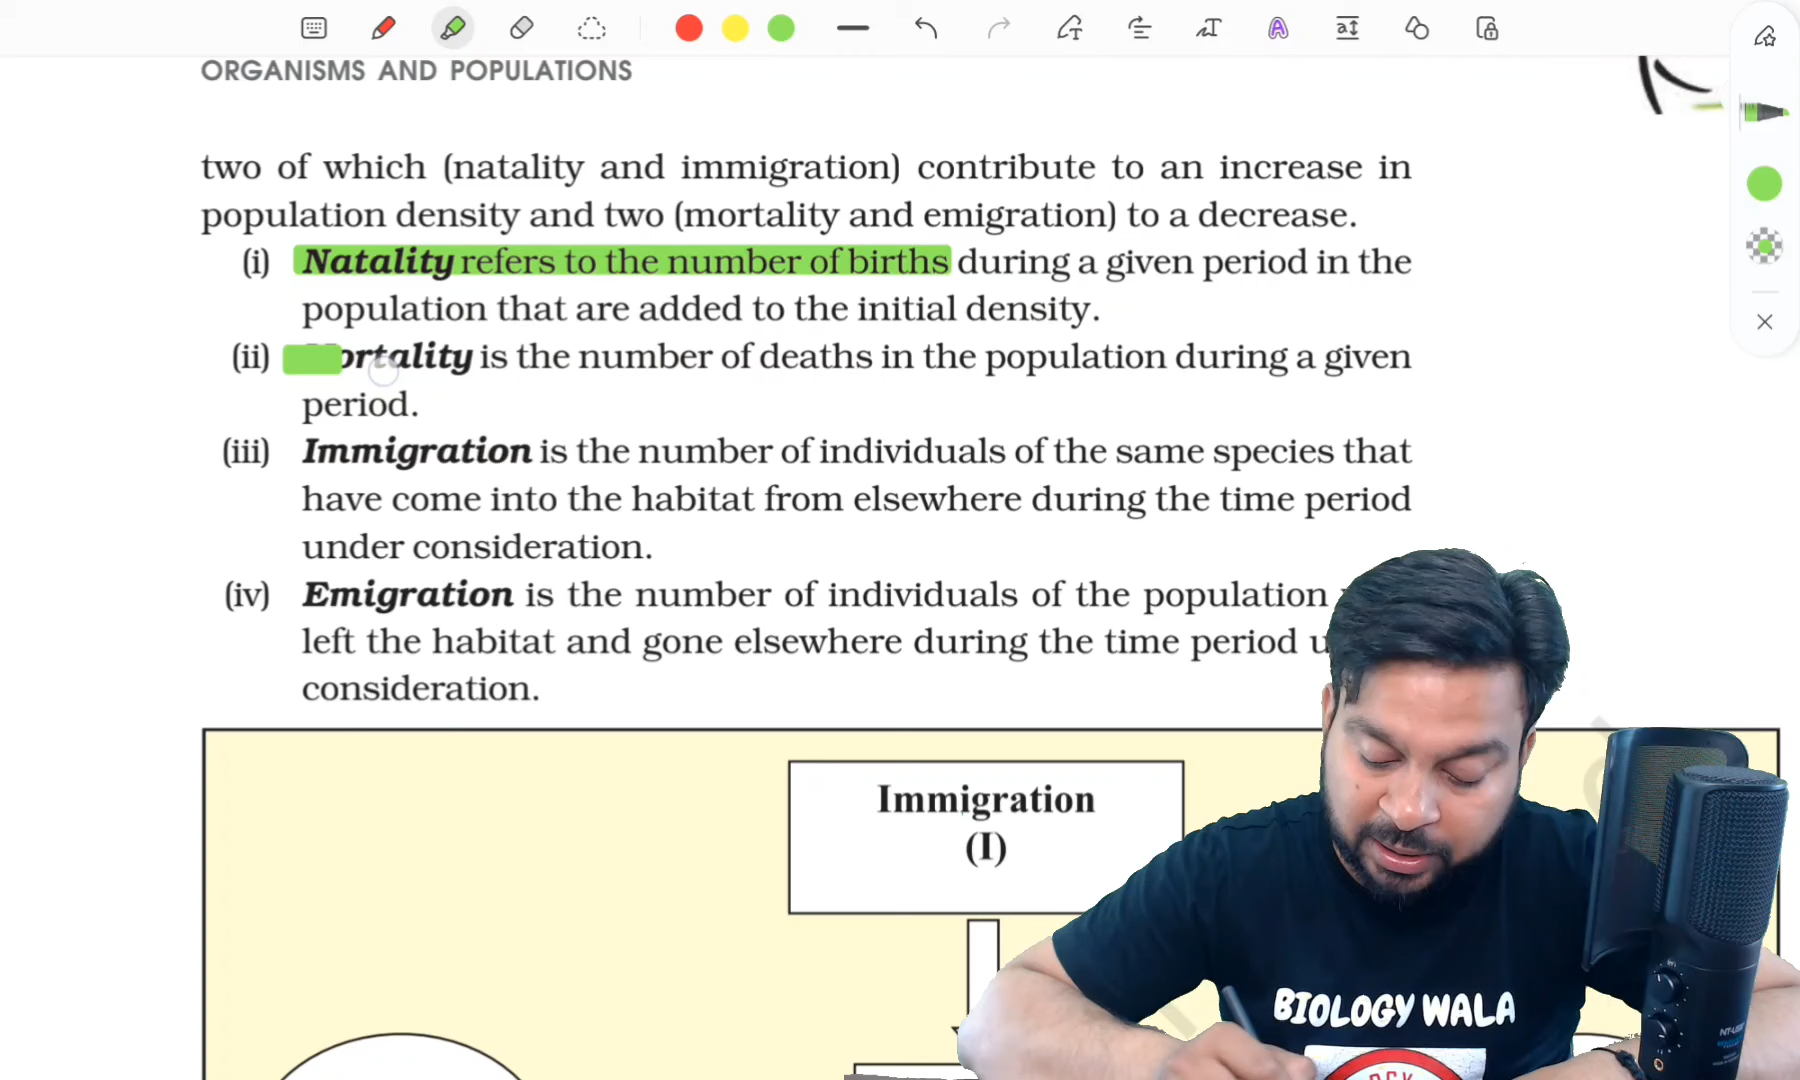 ORGANISMS AND POPULATIONS
two of which (natality and immigration) contribute to an increase in
population density and two (mortality and emigration) to a decrease.
(i) Natality refers to the number of births during a given period in the
population that are added to the initial density.
(ii) ortality is the number of deaths in the population during a given
period.
(iii) Immigration is the number of individuals of the same species that
have come into the habitat from elsewhere during the time period
under consideration.
(iv) Emigration is the number of individuals of the population
left the habitat and gone elsewhere during the time period u
consideration.
Immigration
(I)
BIOLOGY WALA